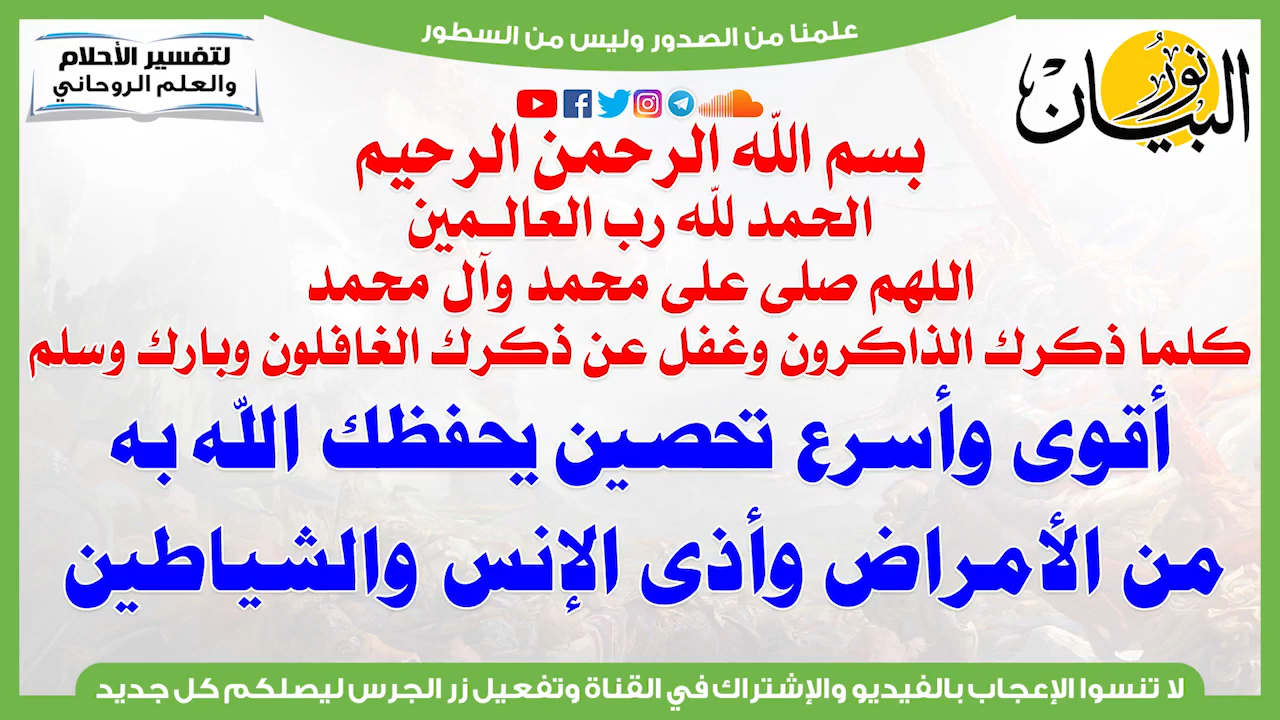 علمنا من الصدور وليس من السطور
نور البيان
لتفسير الأحلام
والعلم الروحاني
بسم الله الرحمن الرحيم
الحمد لله رب العالـمين
اللهم صلى على محمد وآل محمد
كلما ذكرك الذاكرون وغفل عن ذكرك الغافلون وبارك وسلم
أقوى وأسرع تحصين يحفظك الله به
من الأمراض وأذى الإنس والشياطين
لا تنسوا الإعجاب بالفيديو والإشتراك في القناة وتفعيل زر الجرس ليصلكم كل جديد